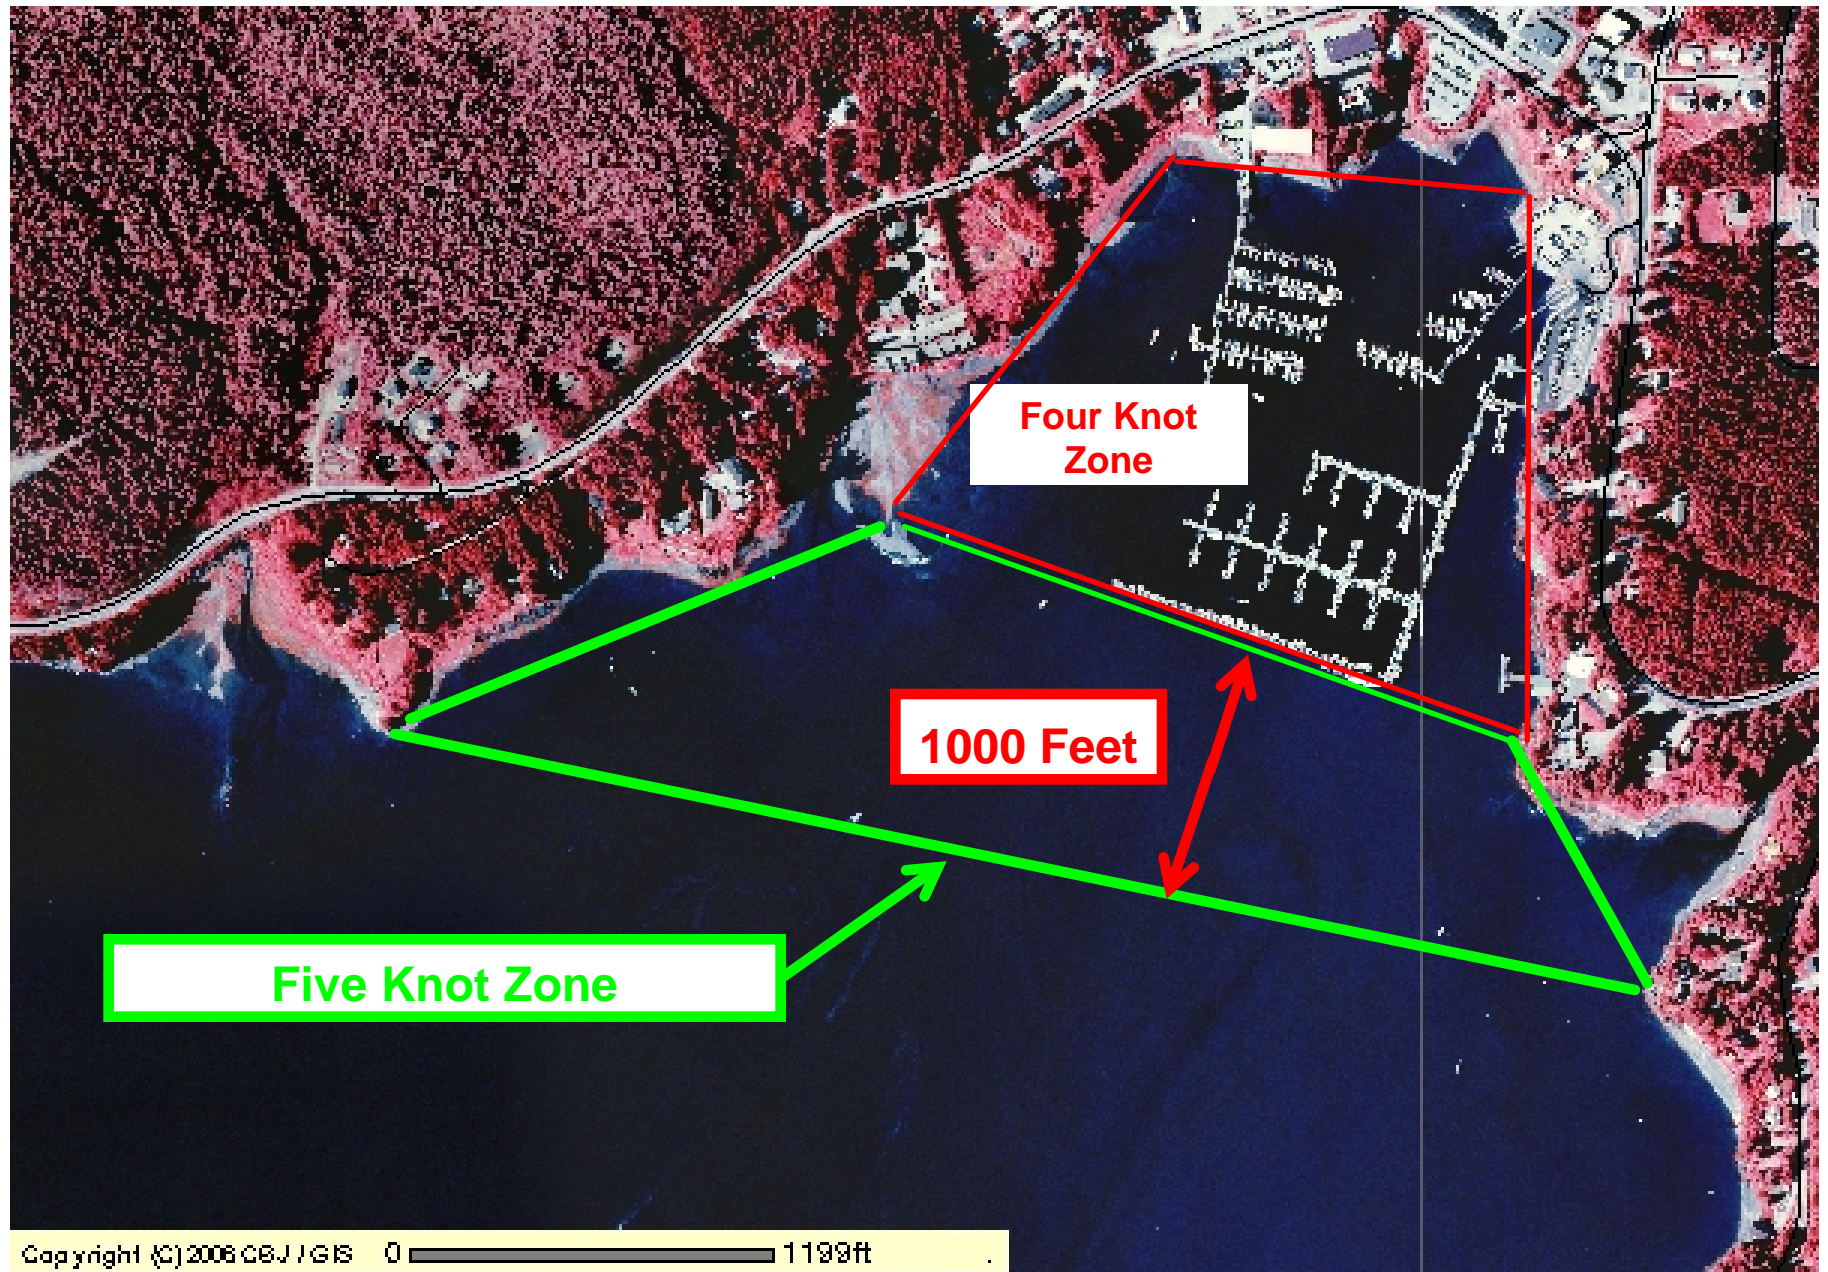 Four Knot
Zone
1000 Feet
Five Knot Zone
Copyright (C) 2006 CBJ / GIS 0 1199ft